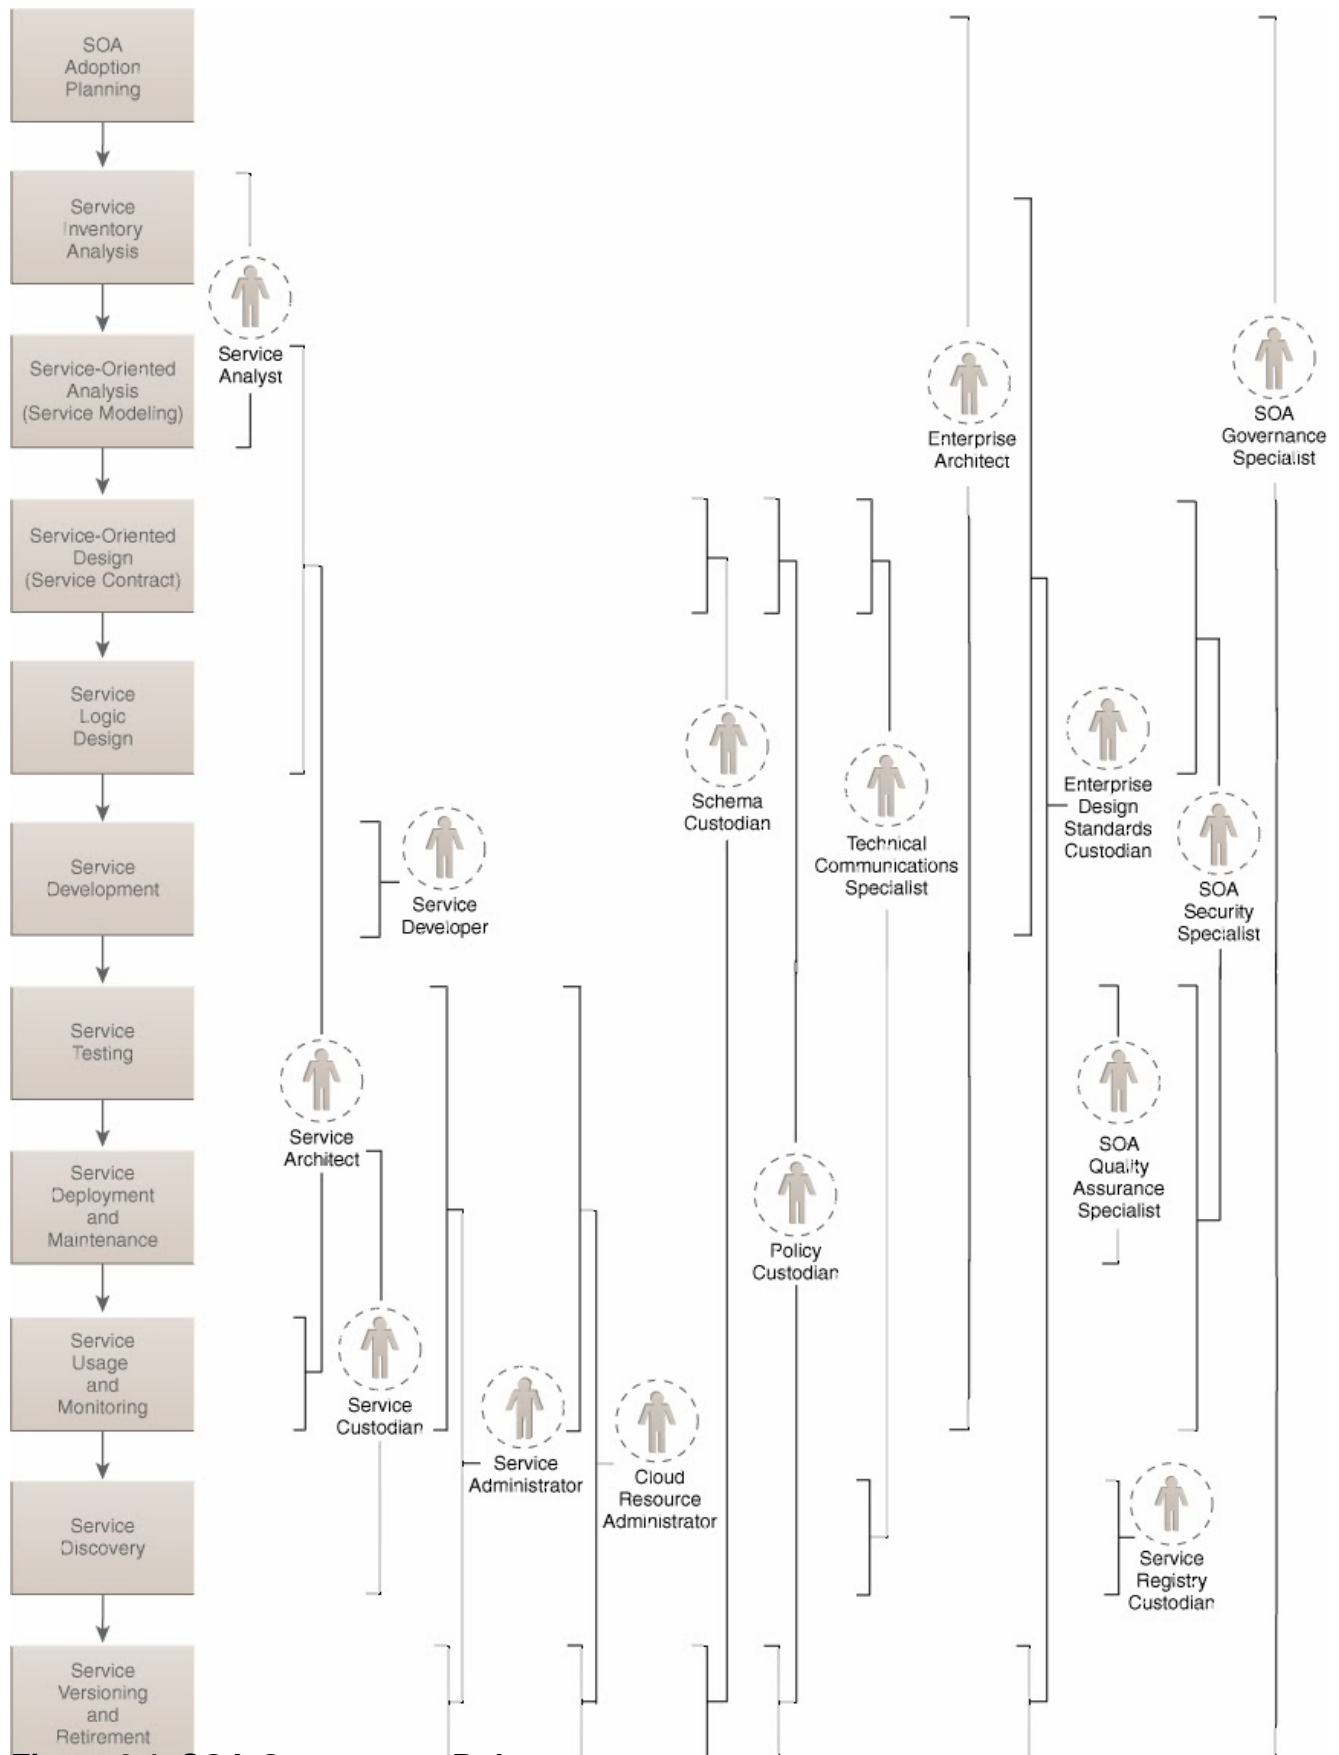 SOA
Adoption
Planning
Service
Inventory
Analysis
Service-Oriented
Analysis
(Service Modeling)
Service-Oriented
Design
(Service Contract)
Service
Logic
Design
Service
Development
Service
Testing
Service
Deployment
and
Maintenance
Service
Usage
and
Monitoring
Service
Discovery
Service
Versioning
and
Retirement
Service
Analyst
Service
Developer
Service
Architect
Service
Custodian
Service
Administrator
Cloud
Resource
Administrator
Schema
Custodian
Policy
Custodian
Technical
Communications
Specialist
Enterprise
Architect
Enterprise
Design
Standards
Custodian
SOA
Security
Specialist
SOA
Quality
Assurance
Specialist
Service
Registry
Custodian
SOA
Governance
Specialist